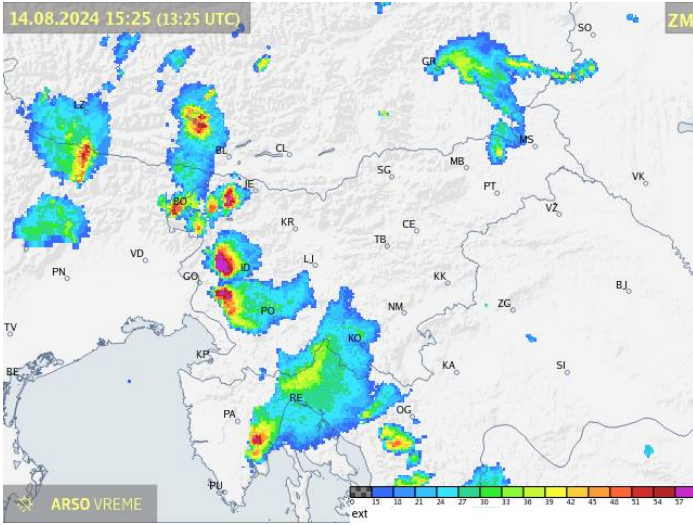 14.08.2024 15:25 (13:25 UTC)
ZM
SO
GR
LZ
MS
BL
CL
MB
SG
VK
JE
PT
BO
VŽ
KR
CE
TB
VD
LJ
ID
PN
GO
KK
BJ
NM
ZG
PO
TV
KO
KP
BE
KA
SI
RE
OG
PA
PU
ARSO VREME
0 15 18 21 24 27 30 33 36 39 42 45 48 51 54 57
ext